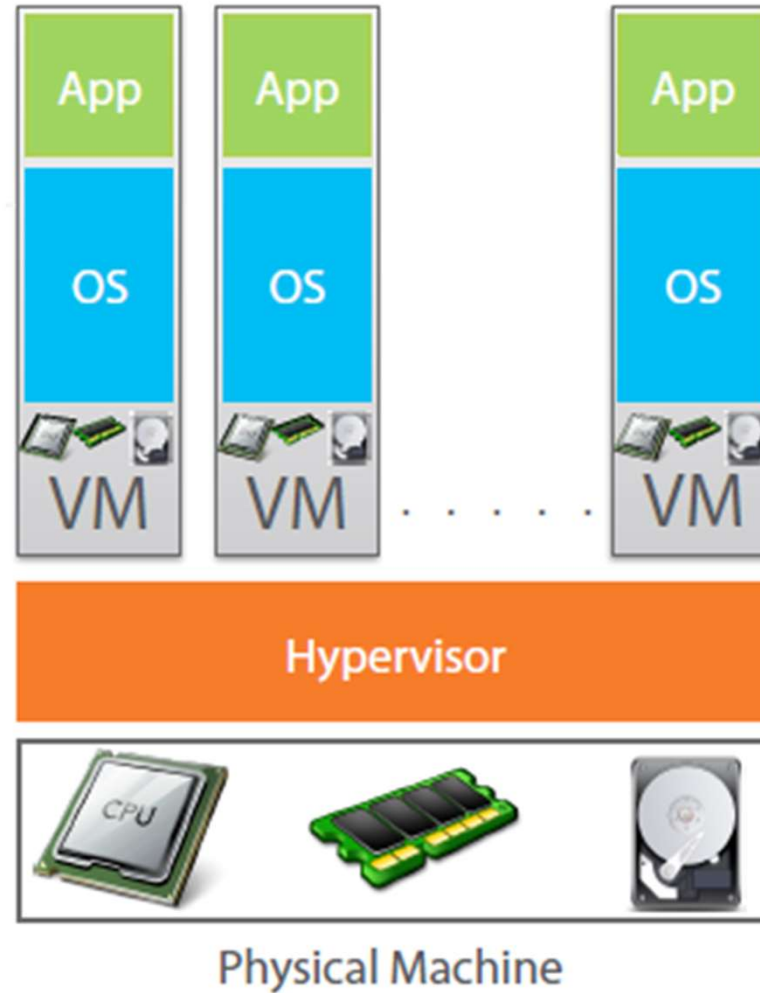 App App App
OS OS OS
VM VM . . . . . VM
Hypervisor
CPU
Physical Machine